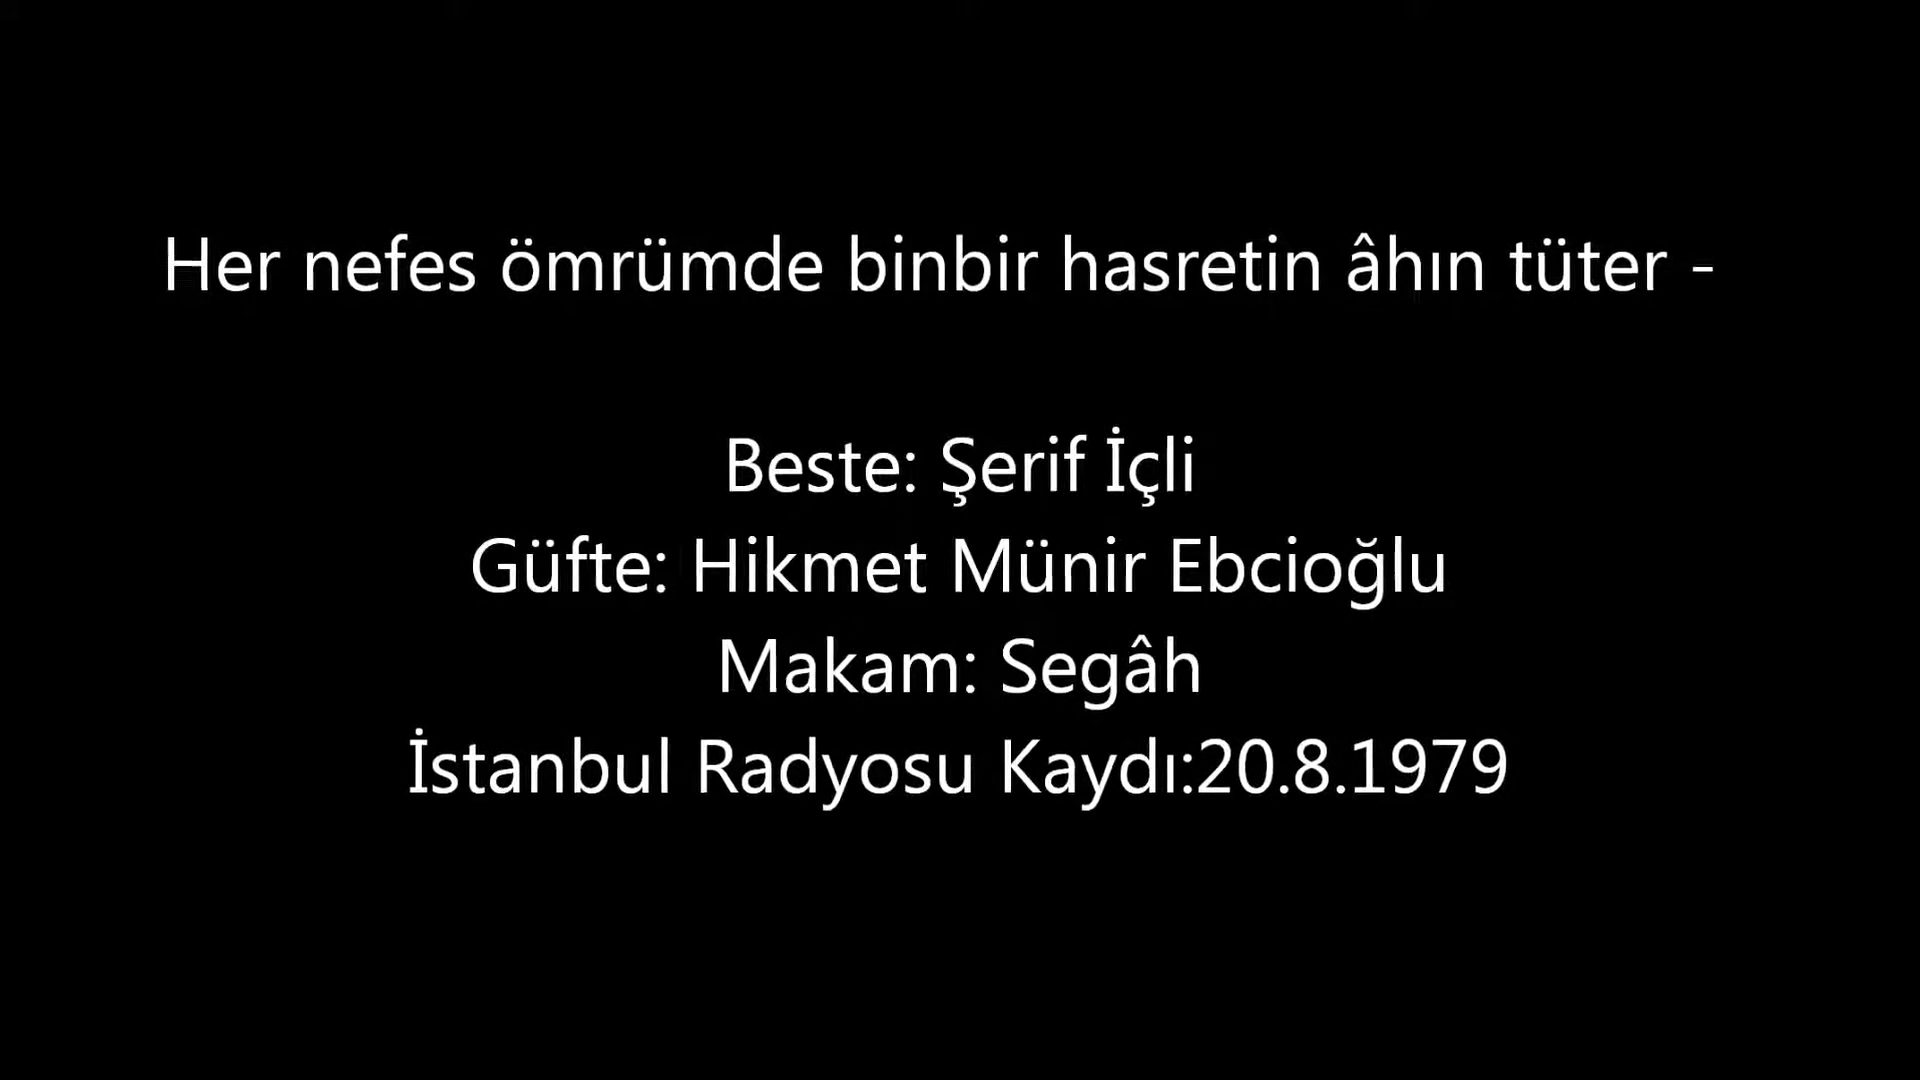 Her nefes ömrümde binbir hasretin âhın tüter -
Beste: Şerif İçli
Güfte: Hikmet Münir Ebcioğlu
Makam: Segâh
İstanbul Radyosu Kaydı:20.8.1979